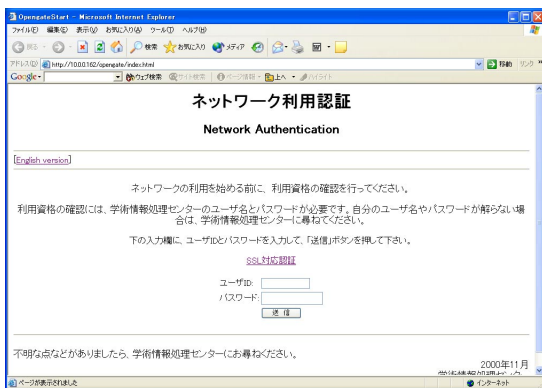 OpengateStart - Microsoft Internet Explorer
ファイル(F) 編集(E) 表示(V) お気に入り(A) ツール(T) ヘルプ(H)
戻る 検索 お気に入り メディア
アドレス(D) http://10.0.0.162/opengate/index.html 移動 リンク
Google ウェブ検索 サイト検索 ページ情報 上へ ハイライト
ネットワーク利用認証
Network Authentication
[English version]
ネットワークの利用を始める前に、利用資格の確認を行ってください。
利用資格の確認には、学術情報処理センターのユーザ名とパスワードが必要です。自分のユーザ名やパスワードが解らない場
合は、学術情報処理センターに尋ねてください。
下の入力欄に、ユーザIDとパスワードを入力して、「送信」ボタンを押して下さい。
SSL対応認証
ユーザID:
パスワード:
送 信
不明な点などがありましたら、学術情報処理センターにお尋ねください。
2000年11月
学術情報処理センタ
ページが表示されました インターネット